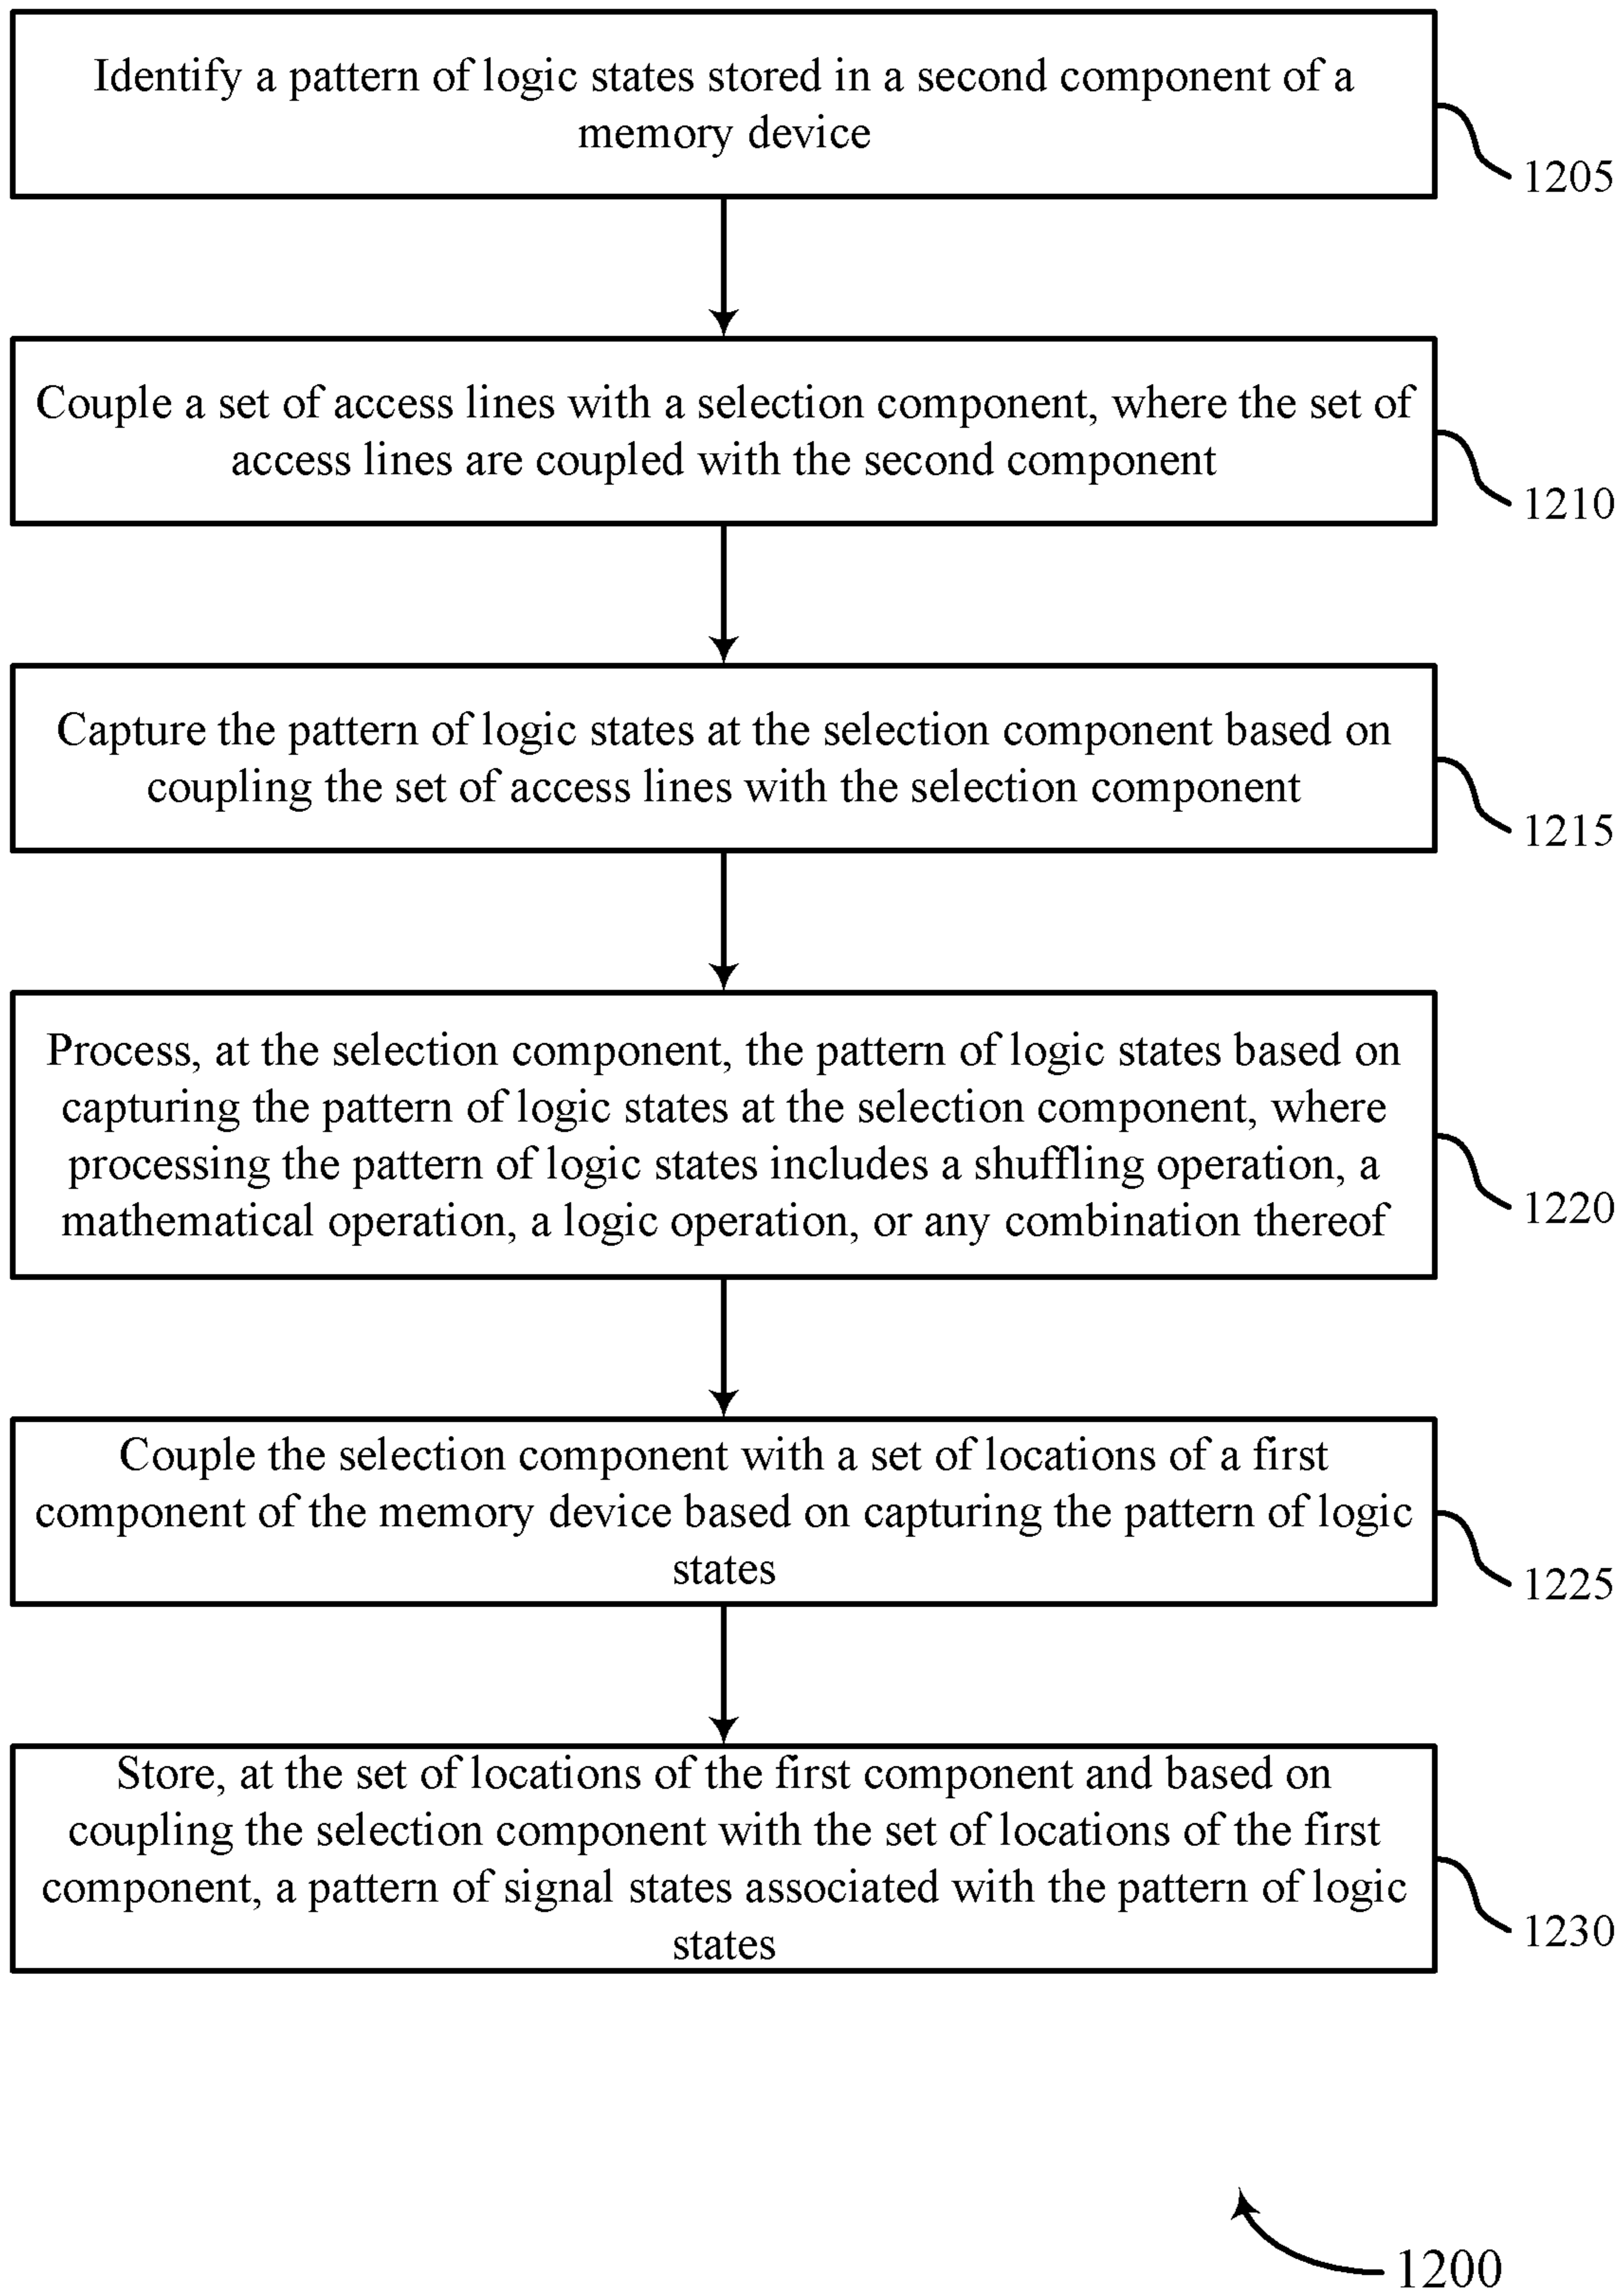 Identify a pattern of logic states stored in a second component of a
memory device
1205
Couple a set of access lines with a selection component, where the set of
access lines are coupled with the second component
1210
Capture the pattern of logic states at the selection component based on
coupling the set of access lines with the selection component
1215
Process, at the selection component, the pattern of logic states based on
capturing the pattern of logic states at the selection component, where
processing the pattern of logic states includes a shuffling operation, a
mathematical operation, a logic operation, or any combination thereof
1220
Couple the selection component with a set of locations of a first
component of the memory device based on capturing the pattern of logic
states
1225
Store, at the set of locations of the first component and based on
coupling the selection component with the set of locations of the first
component, a pattern of signal states associated with the pattern of logic
states
1230
1200